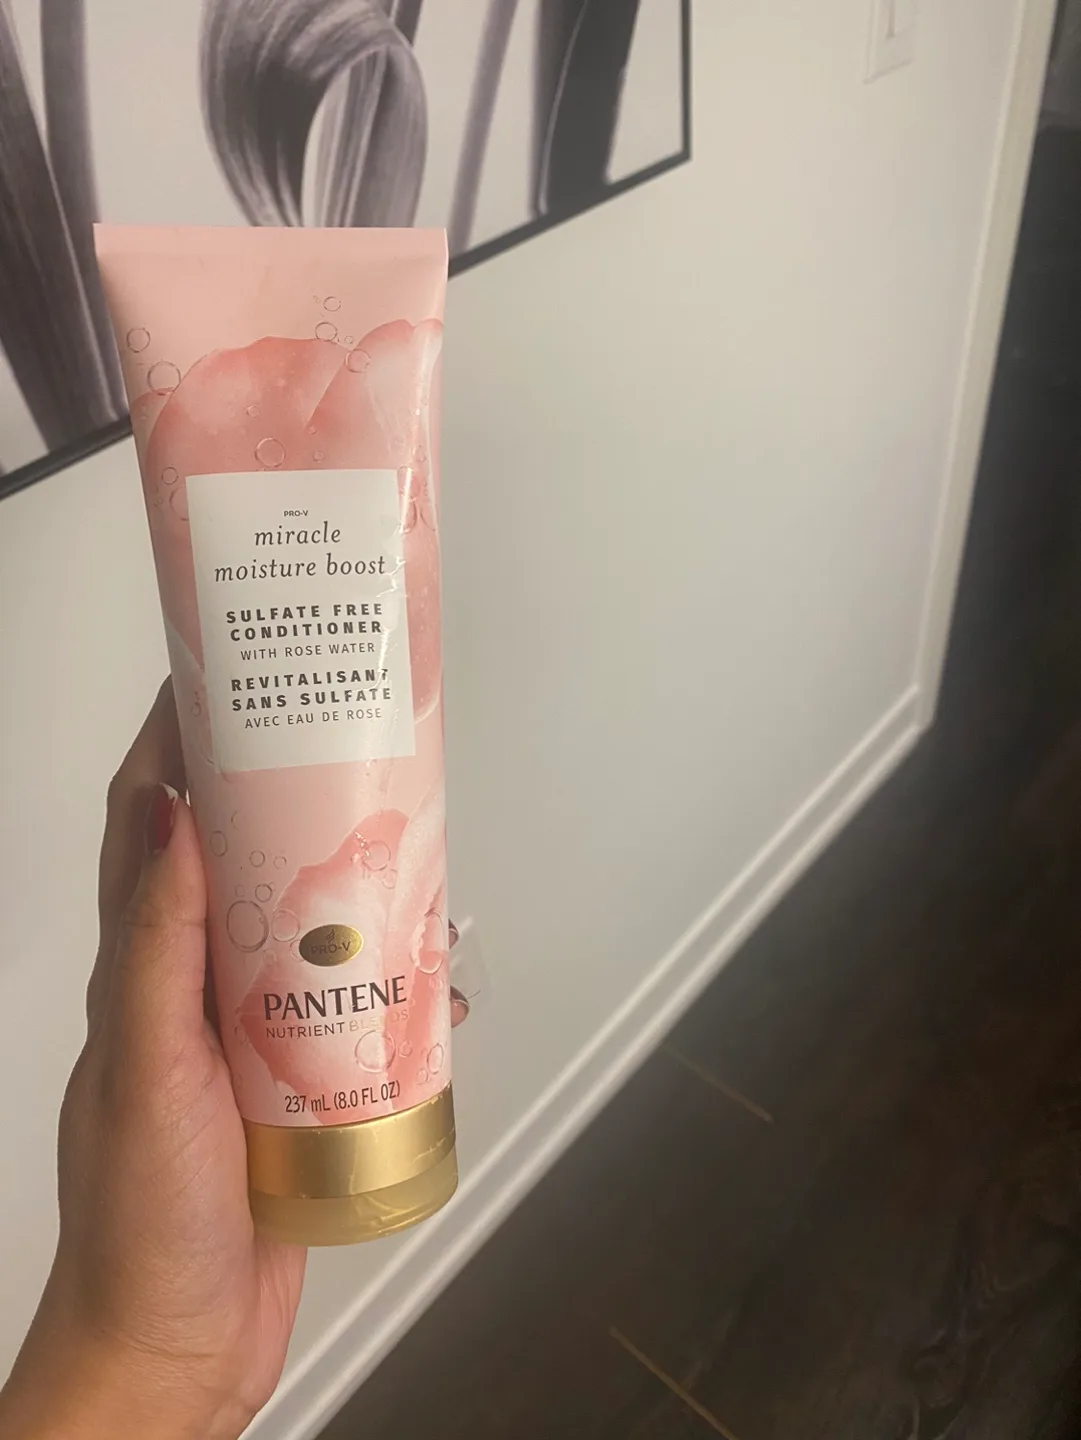 PRO-V
miracle
moisture boost
SULFATE FREE
CONDITIONER
WITH ROSE WATER
REVITALISANT
SANS SULFATE
AVEC EAU DE ROSE
PRO-V
PANTENE
NUTRIENT BLENDS
237 mL (8.0 FL OZ)